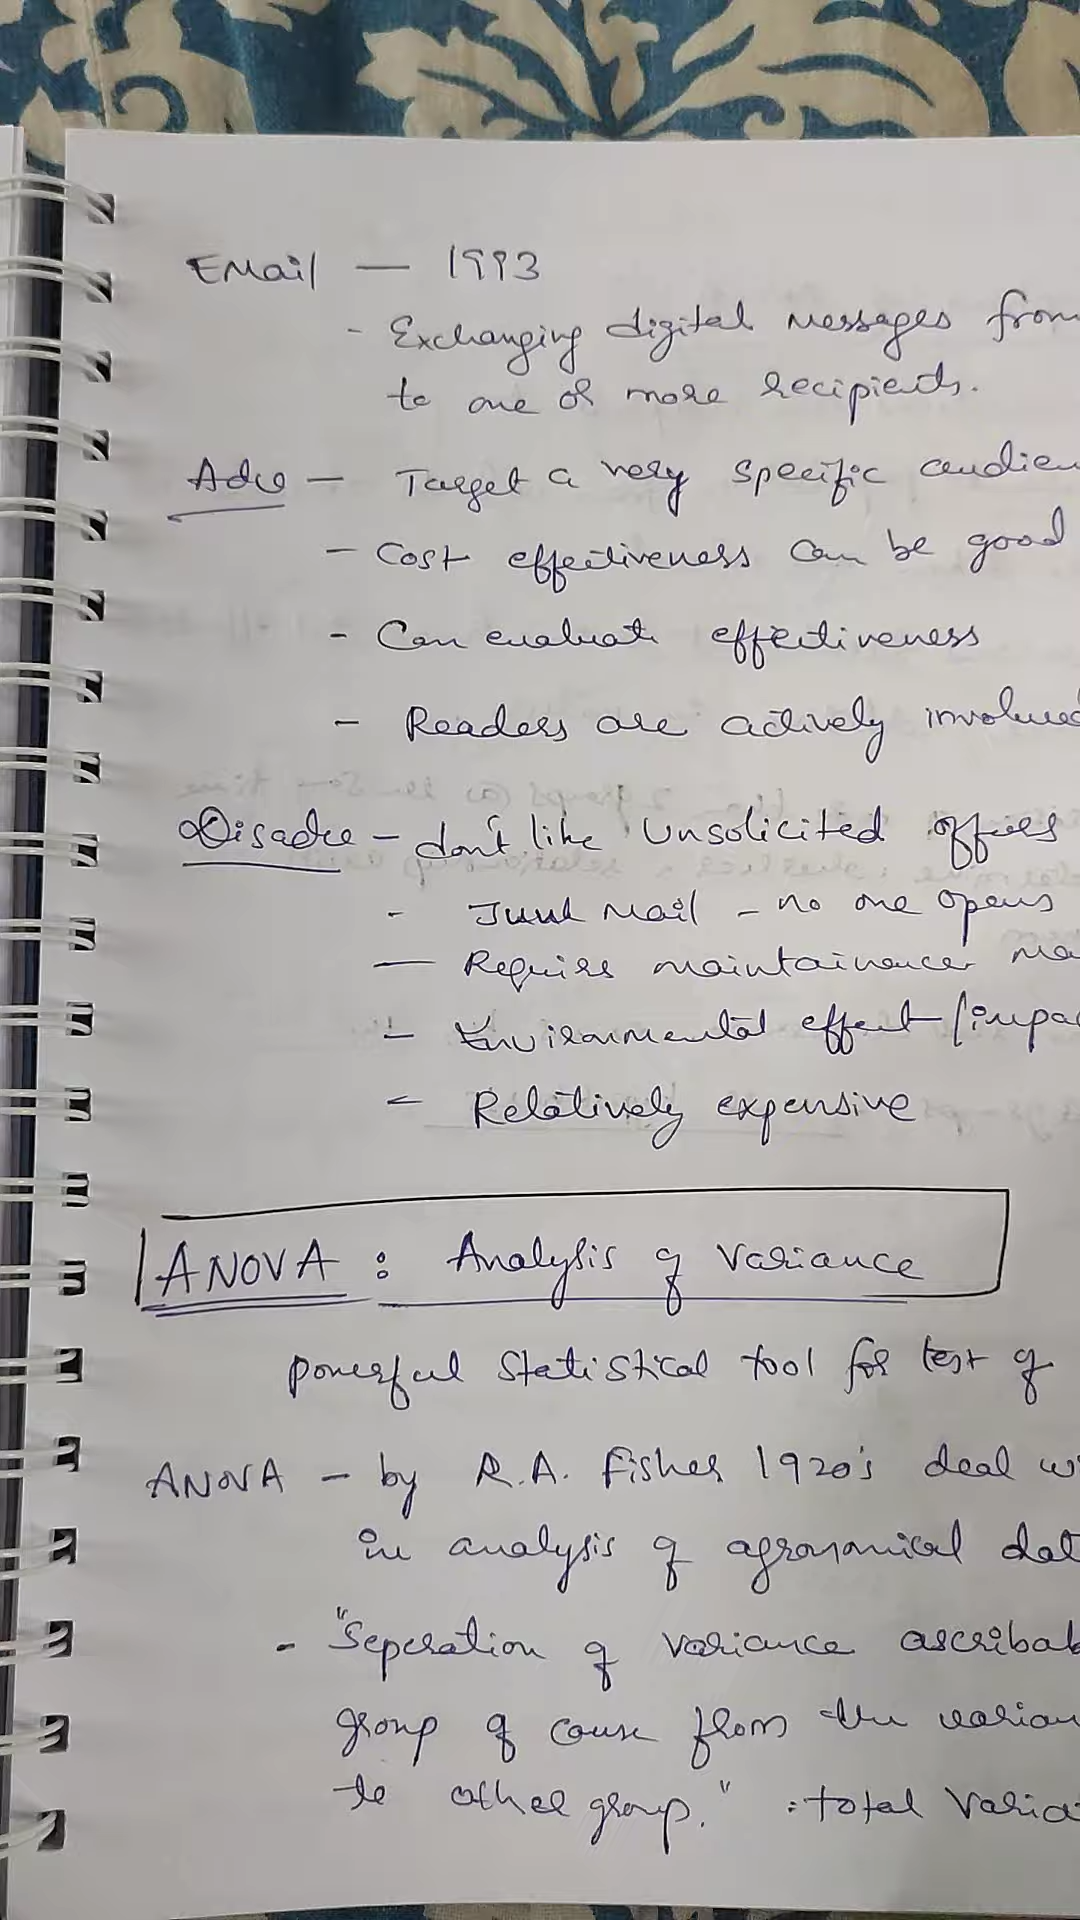 EMail — 1993
- Exchanging digital messages from
to one or more recipients.
Adv — Target a very specific audien
- Cost effectiveness can be good
- Can evaluate effectiveness
- Readers are actively involved
Disadv - don't like unsolicited offers
- Junk Mail - no one opens
— Requires maintainence
- Environmental effect/impac
- Relatively expensive
ANOVA : Analysis of Variance
powerful Statistical tool for test of
ANOVA - by R.A. Fisher 1920's deal wi
in analysis of agronomical dat
- "Seperation of variance ascribab
group of cause from the varian
to other group." : total Varia